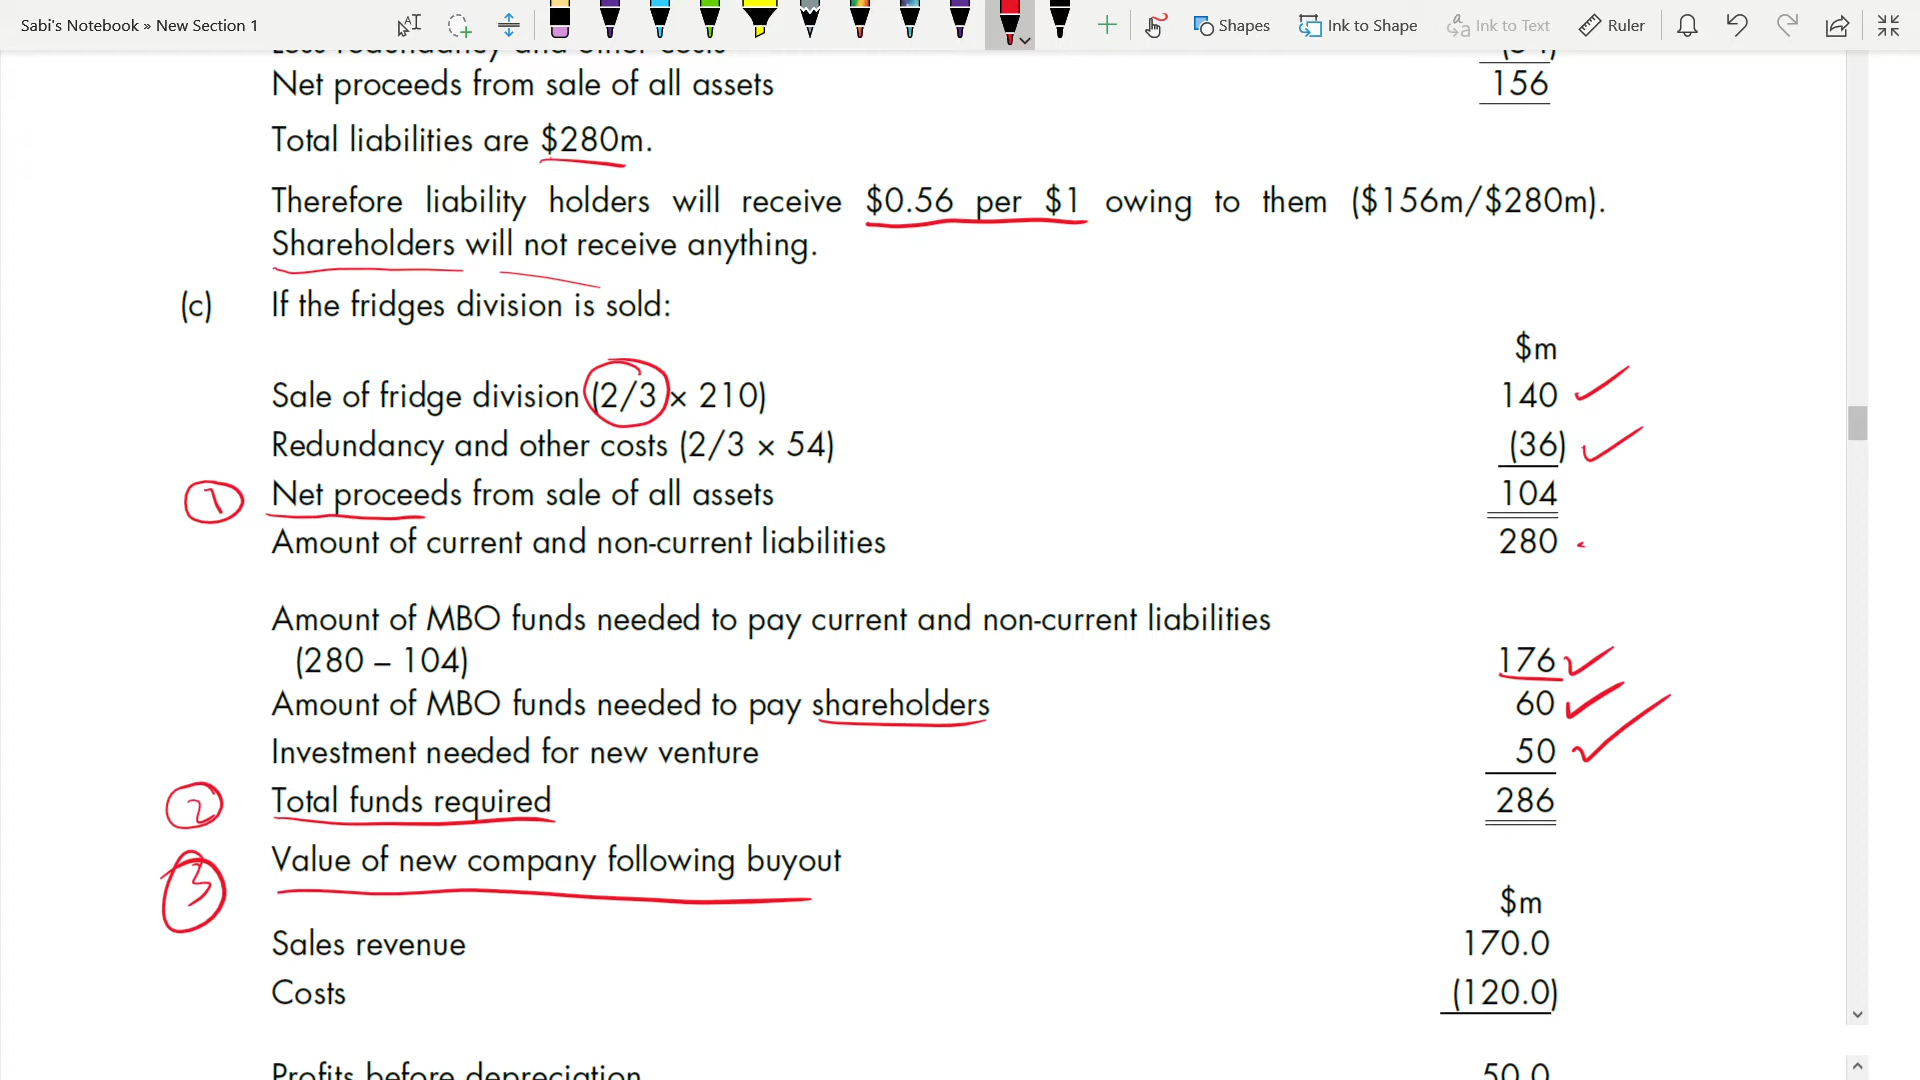 Sabi's Notebook » New Section 1
Shapes
Ink to Shape
Ink to Text
Ruler
Less redundancy and other costs
Net proceeds from sale of all assets 156
Total liabilities are $280m.
Therefore liability holders will receive $0.56 per $1 owing to them ($156m/$280m).
Shareholders will not receive anything.
(c) If the fridges division is sold:
$m
Sale of fridge division (2/3 × 210) 140
Redundancy and other costs (2/3 × 54) (36)
1 Net proceeds from sale of all assets 104
Amount of current and non-current liabilities 280
Amount of MBO funds needed to pay current and non-current liabilities
(280 – 104) 176
Amount of MBO funds needed to pay shareholders 60
Investment needed for new venture 50
2 Total funds required 286
3 Value of new company following buyout
$m
Sales revenue 170.0
Costs (120.0)
Profits before depreciation 50.0